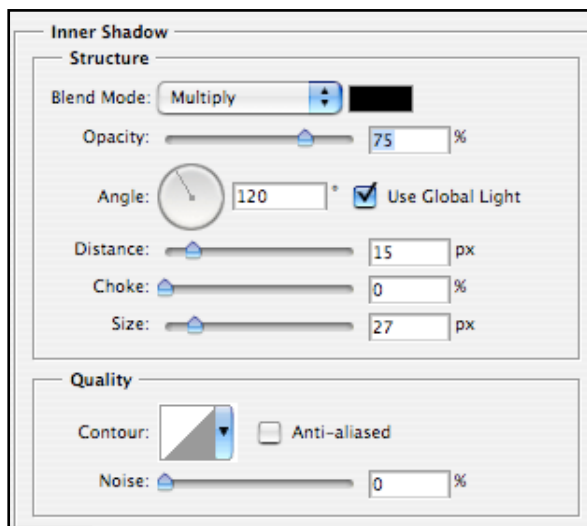 Inner Shadow
Structure
Blend Mode: Multiply
Opacity: 75 %
Angle: 120 ° Use Global Light
Distance: 15 px
Choke: 0 %
Size: 27 px
Quality
Contour: Anti-aliased
Noise: 0 %